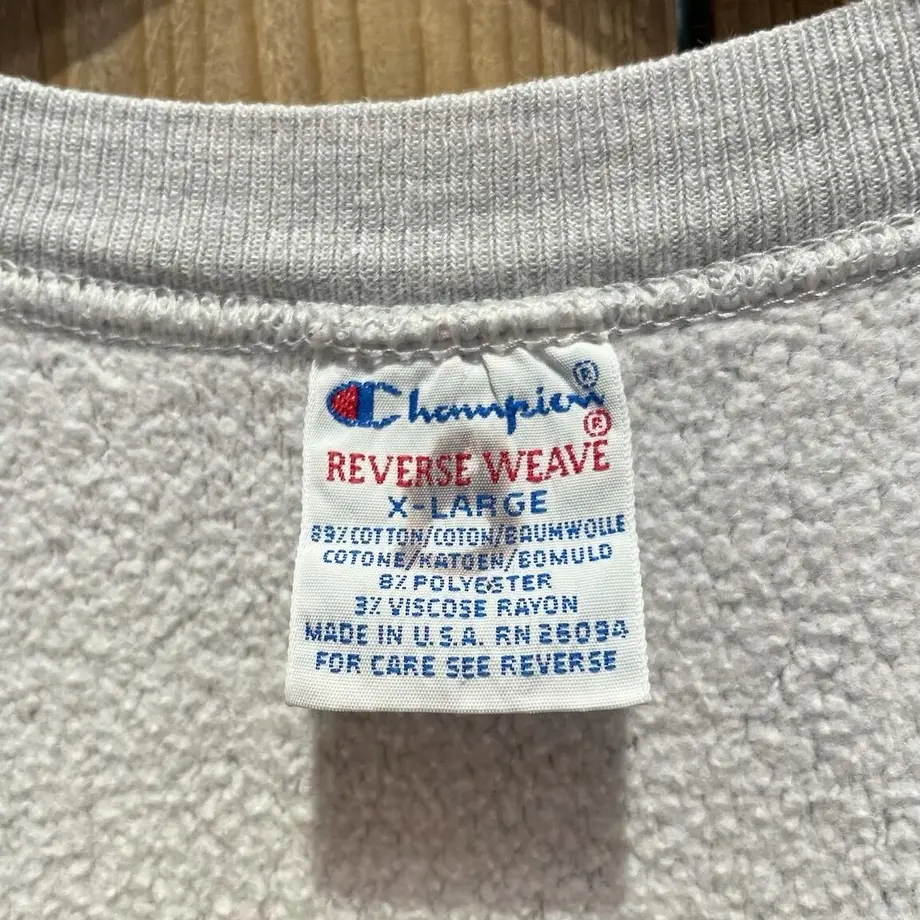 Champion®
®
REVERSE WEAVE
X-LARGE
89% COTTON/COTON/BAUMWOLLE
COTONE/KATOEN/BOMULD
8% POLYESTER
3% VISCOSE RAYON
MADE IN U.S.A. RN 26094
FOR CARE SEE REVERSE